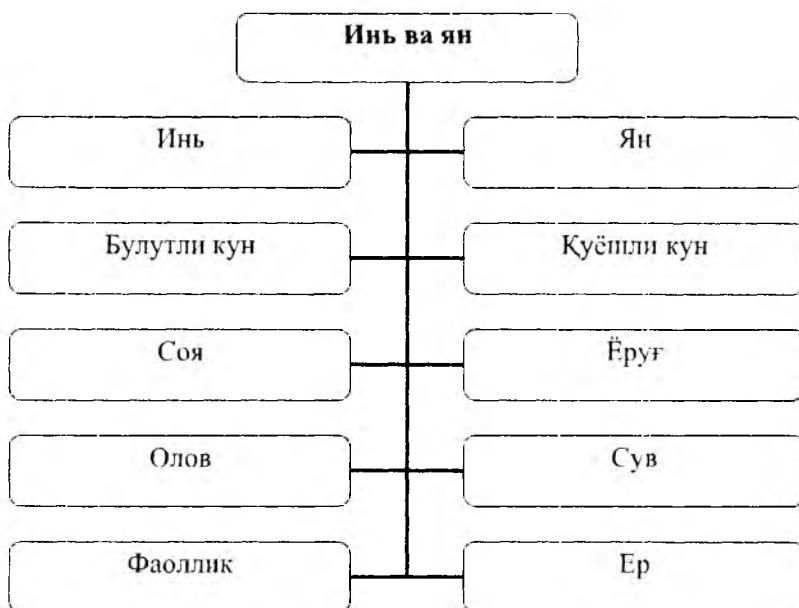 Инь ва ян
Инь
Ян
Булутли кун
Қуёшли кун
Соя
Ёруғ
Олов
Сув
Фаоллик
Ер